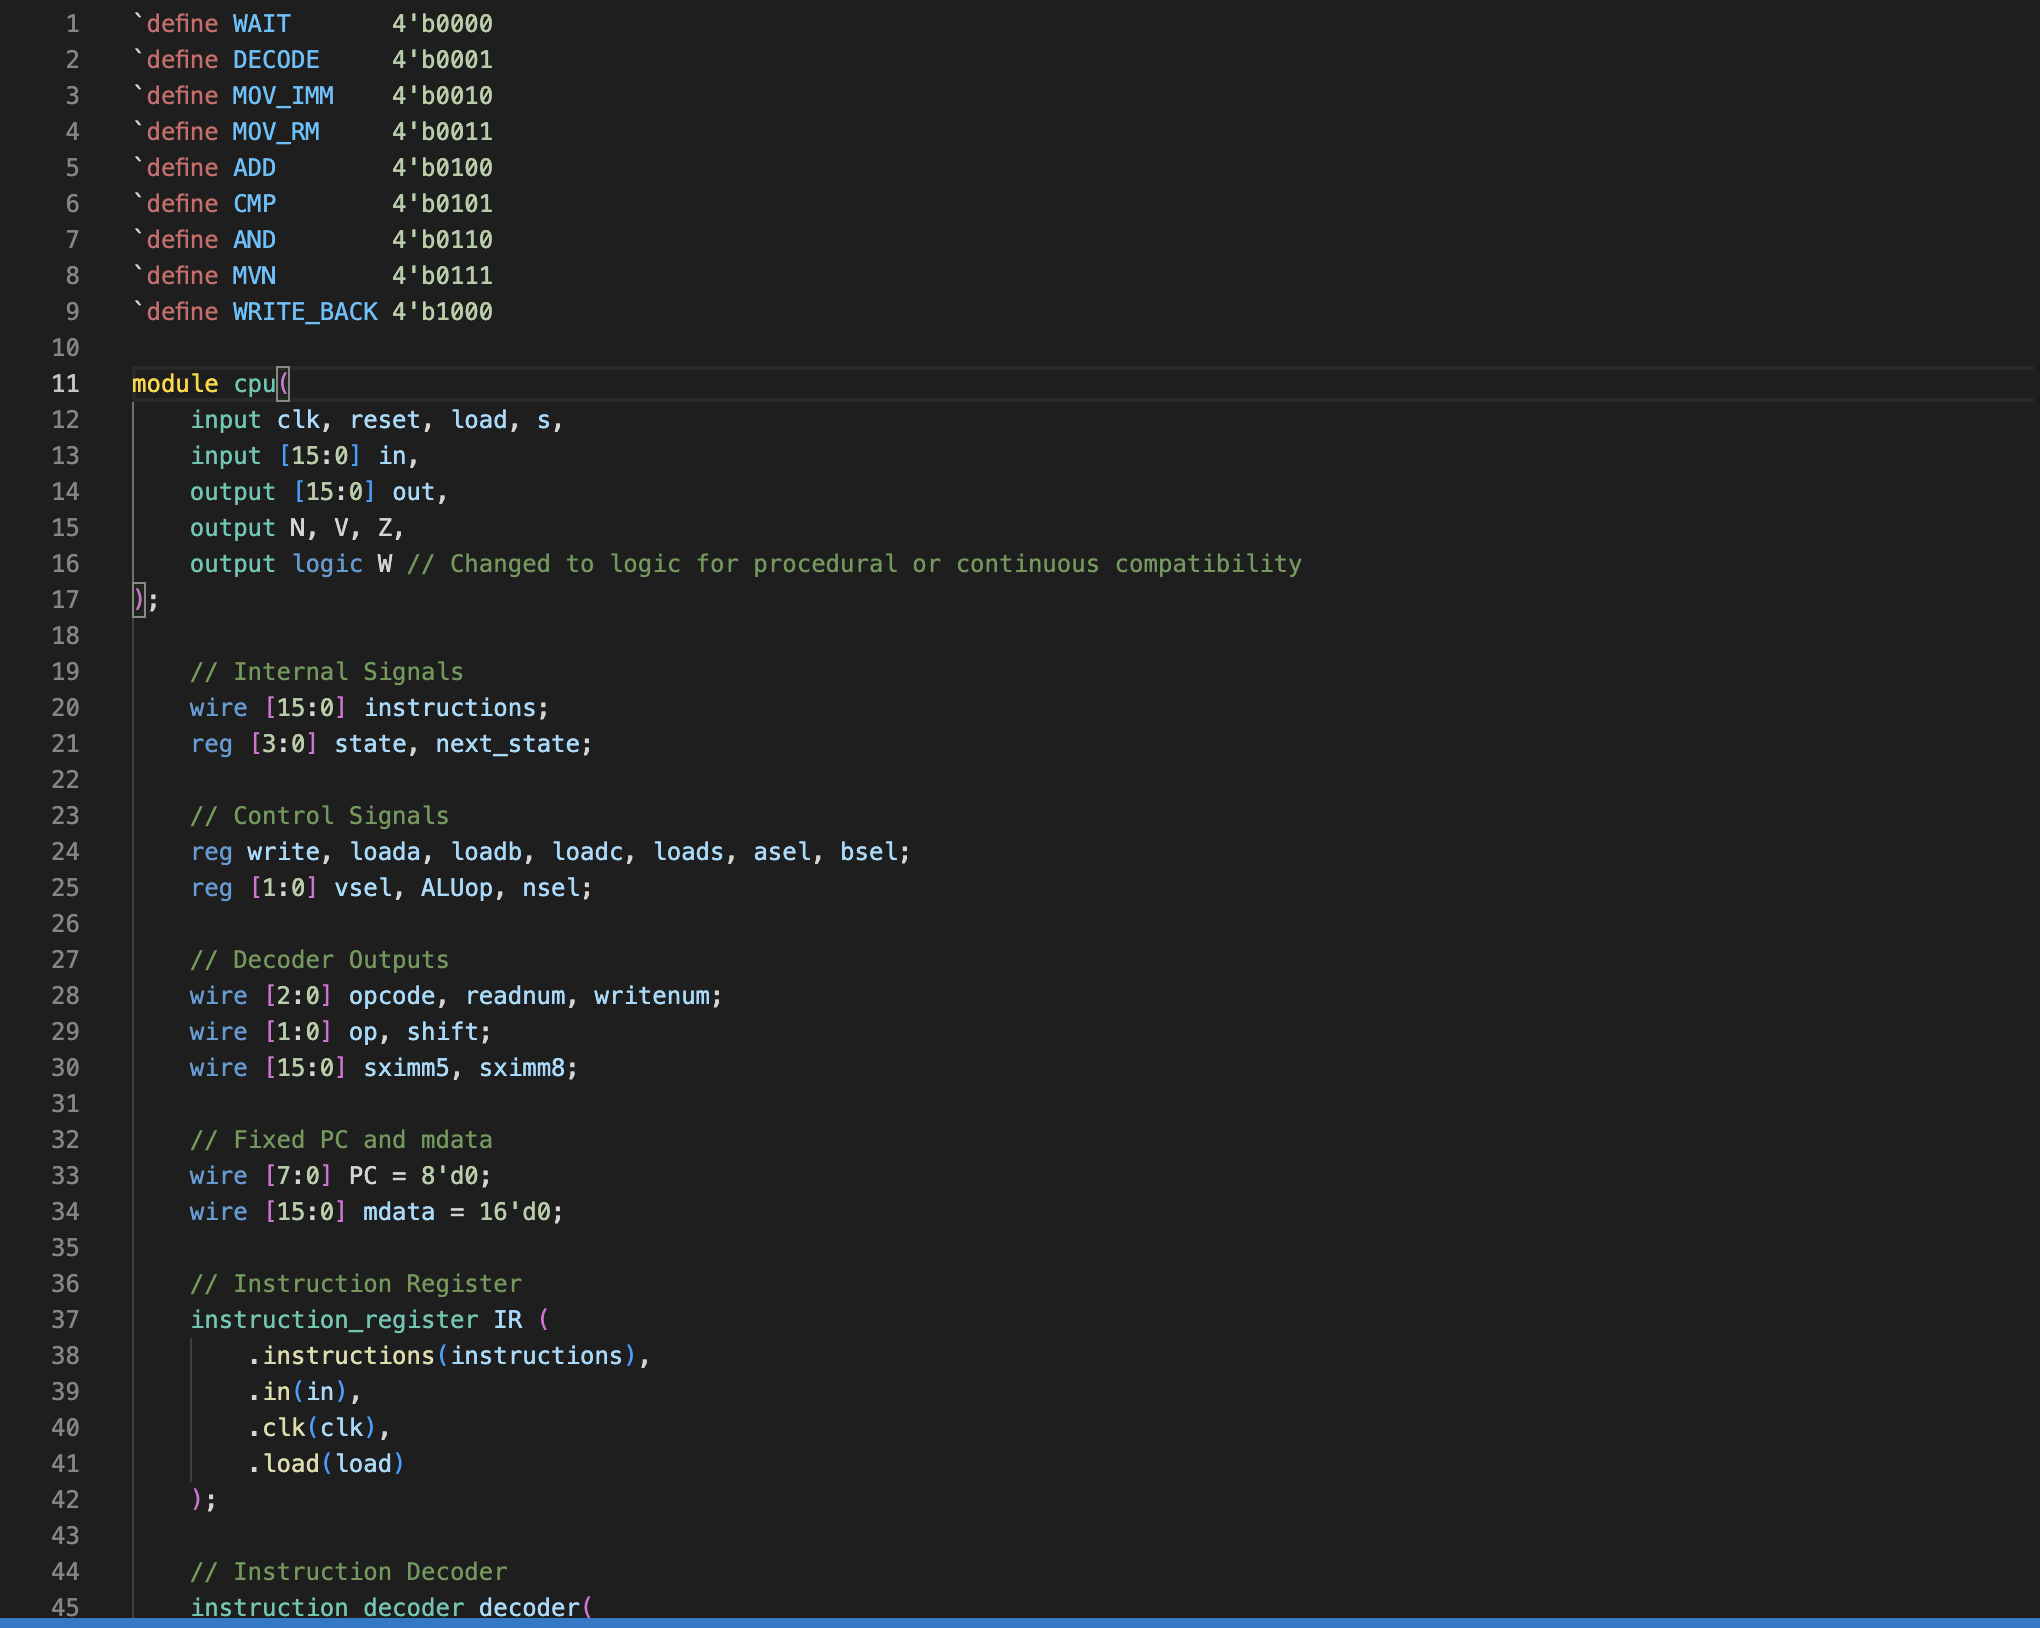 1 `define WAIT       4'b0000
2 `define DECODE     4'b0001
3 `define MOV_IMM    4'b0010
4 `define MOV_RM     4'b0011
5 `define ADD        4'b0100
6 `define CMP        4'b0101
7 `define AND        4'b0110
8 `define MVN        4'b0111
9 `define WRITE_BACK 4'b1000
10
11 module cpu(
12     input clk, reset, load, s,
13     input [15:0] in,
14     output [15:0] out,
15     output N, V, Z,
16     output logic W // Changed to logic for procedural or continuous compatibility
17 );
18
19     // Internal Signals
20     wire [15:0] instructions;
21     reg [3:0] state, next_state;
22
23     // Control Signals
24     reg write, loada, loadb, loadc, loads, asel, bsel;
25     reg [1:0] vsel, ALUop, nsel;
26
27     // Decoder Outputs
28     wire [2:0] opcode, readnum, writenum;
29     wire [1:0] op, shift;
30     wire [15:0] sximm5, sximm8;
31
32     // Fixed PC and mdata
33     wire [7:0] PC = 8'd0;
34     wire [15:0] mdata = 16'd0;
35
36     // Instruction Register
37     instruction_register IR (
38         .instructions(instructions),
39         .in(in),
40         .clk(clk),
41         .load(load)
42     );
43
44     // Instruction Decoder
45     instruction_decoder decoder(